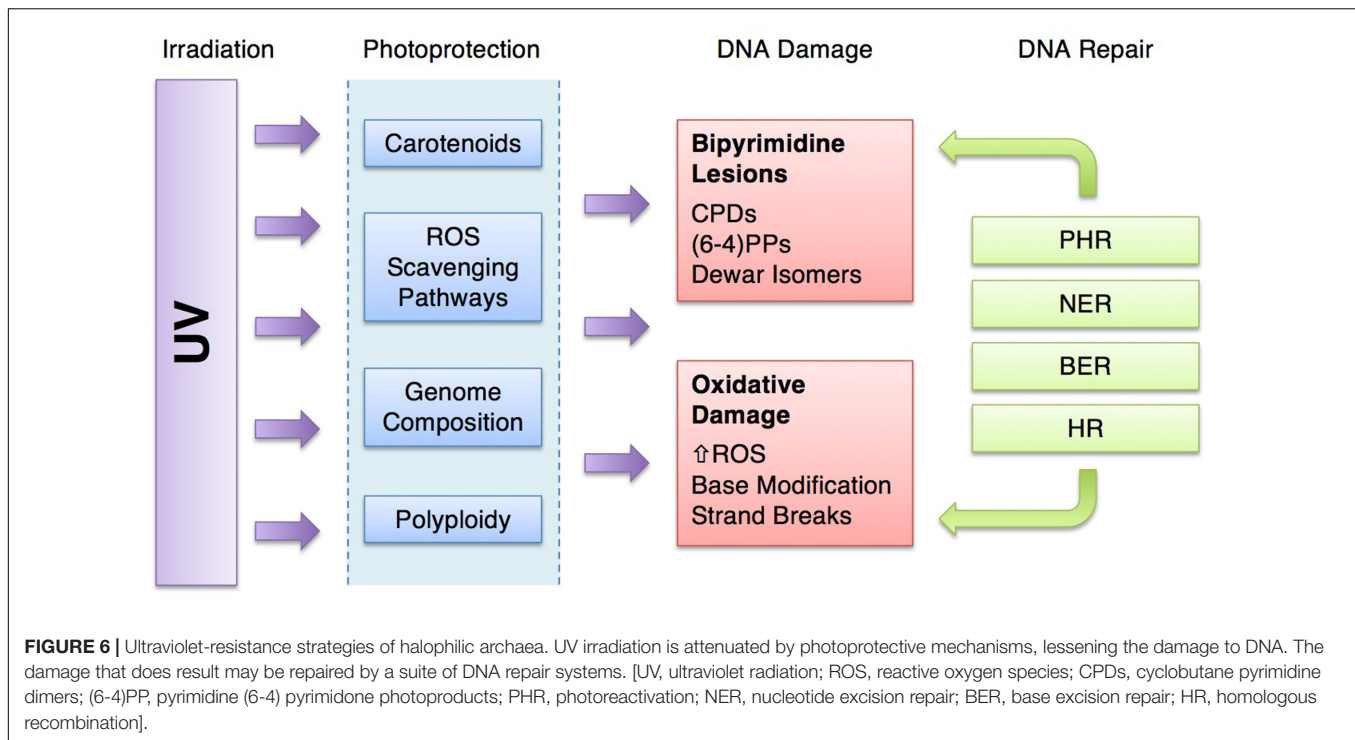 Irradiation
Photoprotection
DNA Damage
DNA Repair
UV
Carotenoids
ROS
Scavenging
Pathways
Genome
Composition
Polyploidy
Bipyrimidine
Lesions
CPDs
(6-4)PPs
Dewar Isomers
Oxidative
Damage
⇧ROS
Base Modification
Strand Breaks
PHR
NER
BER
HR
FIGURE 6 | Ultraviolet-resistance strategies of halophilic archaea. UV irradiation is attenuated by photoprotective mechanisms, lessening the damage to DNA. The
damage that does result may be repaired by a suite of DNA repair systems. [UV, ultraviolet radiation; ROS, reactive oxygen species; CPDs, cyclobutane pyrimidine
dimers; (6-4)PP, pyrimidine (6-4) pyrimidone photoproducts; PHR, photoreactivation; NER, nucleotide excision repair; BER, base excision repair; HR, homologous
recombination].